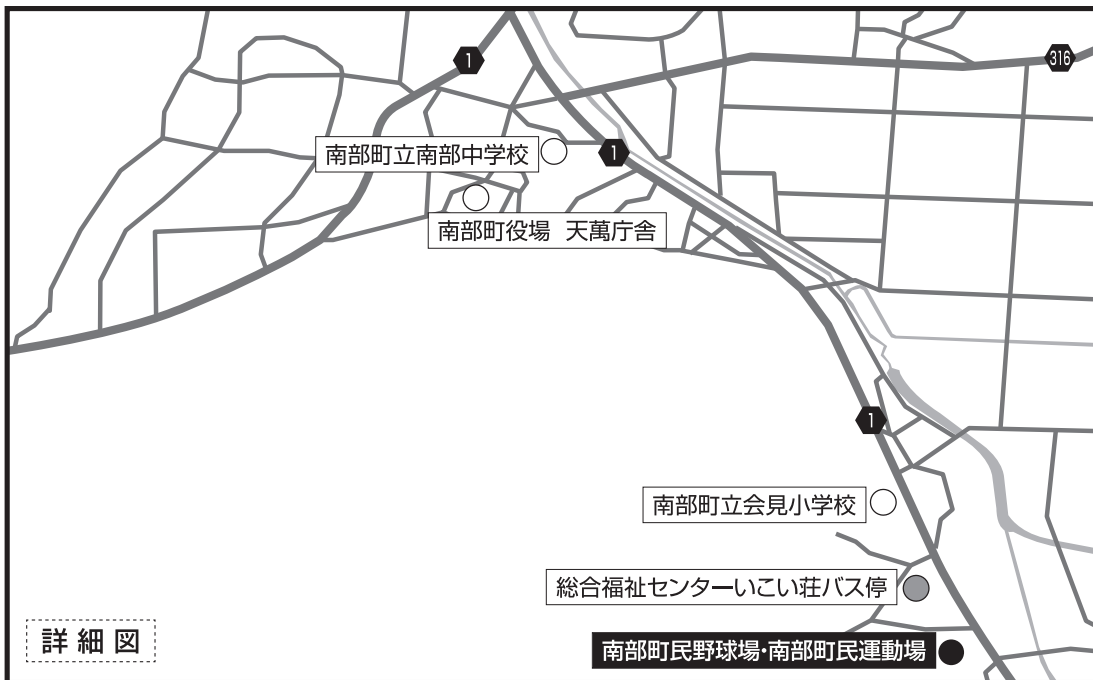 1
316
南部町立南部中学校
1
南部町役場 天萬庁舎
1
南部町立会見小学校
総合福祉センターいこい荘バス停
詳細図
南部町民野球場・南部町民運動場